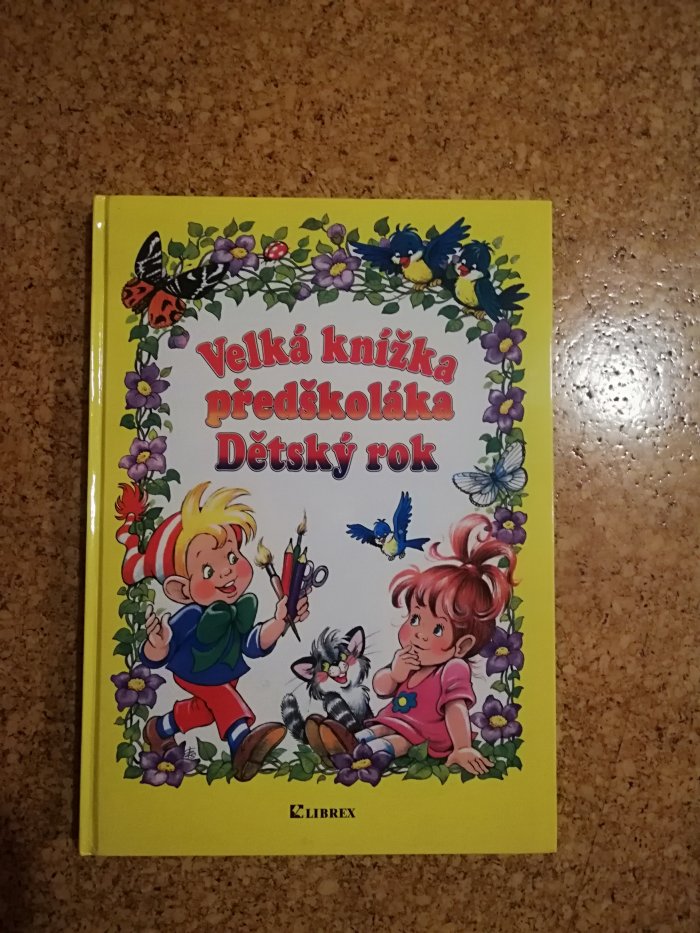 Velká knížka
předškoláka
Dětský rok
LIBREX